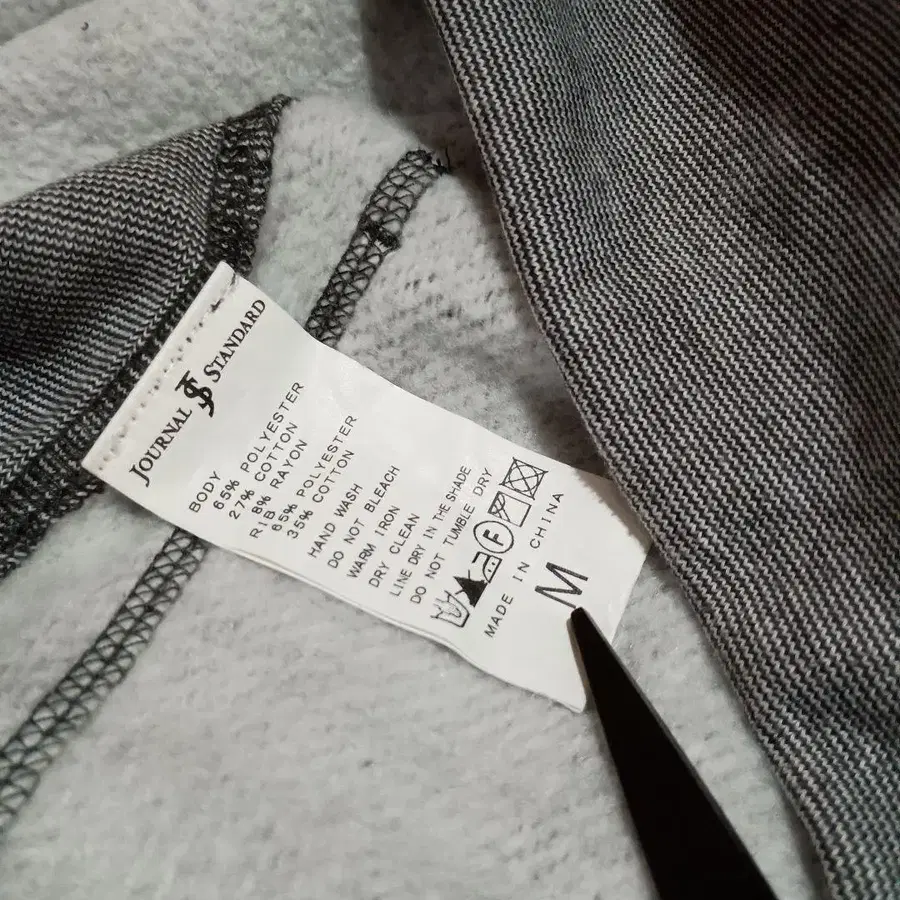 JOURNAL JS STANDARD
BODY
65% POLYESTER
27% COTTON
8% RAYON
RIB
65% POLYESTER
35% COTTON
HAND WASH
DO NOT BLEACH
WARM IRON
DRY CLEAN
LINE DRY IN THE SHADE
DO NOT TUMBLE DRY
F
MADE IN CHINA
M